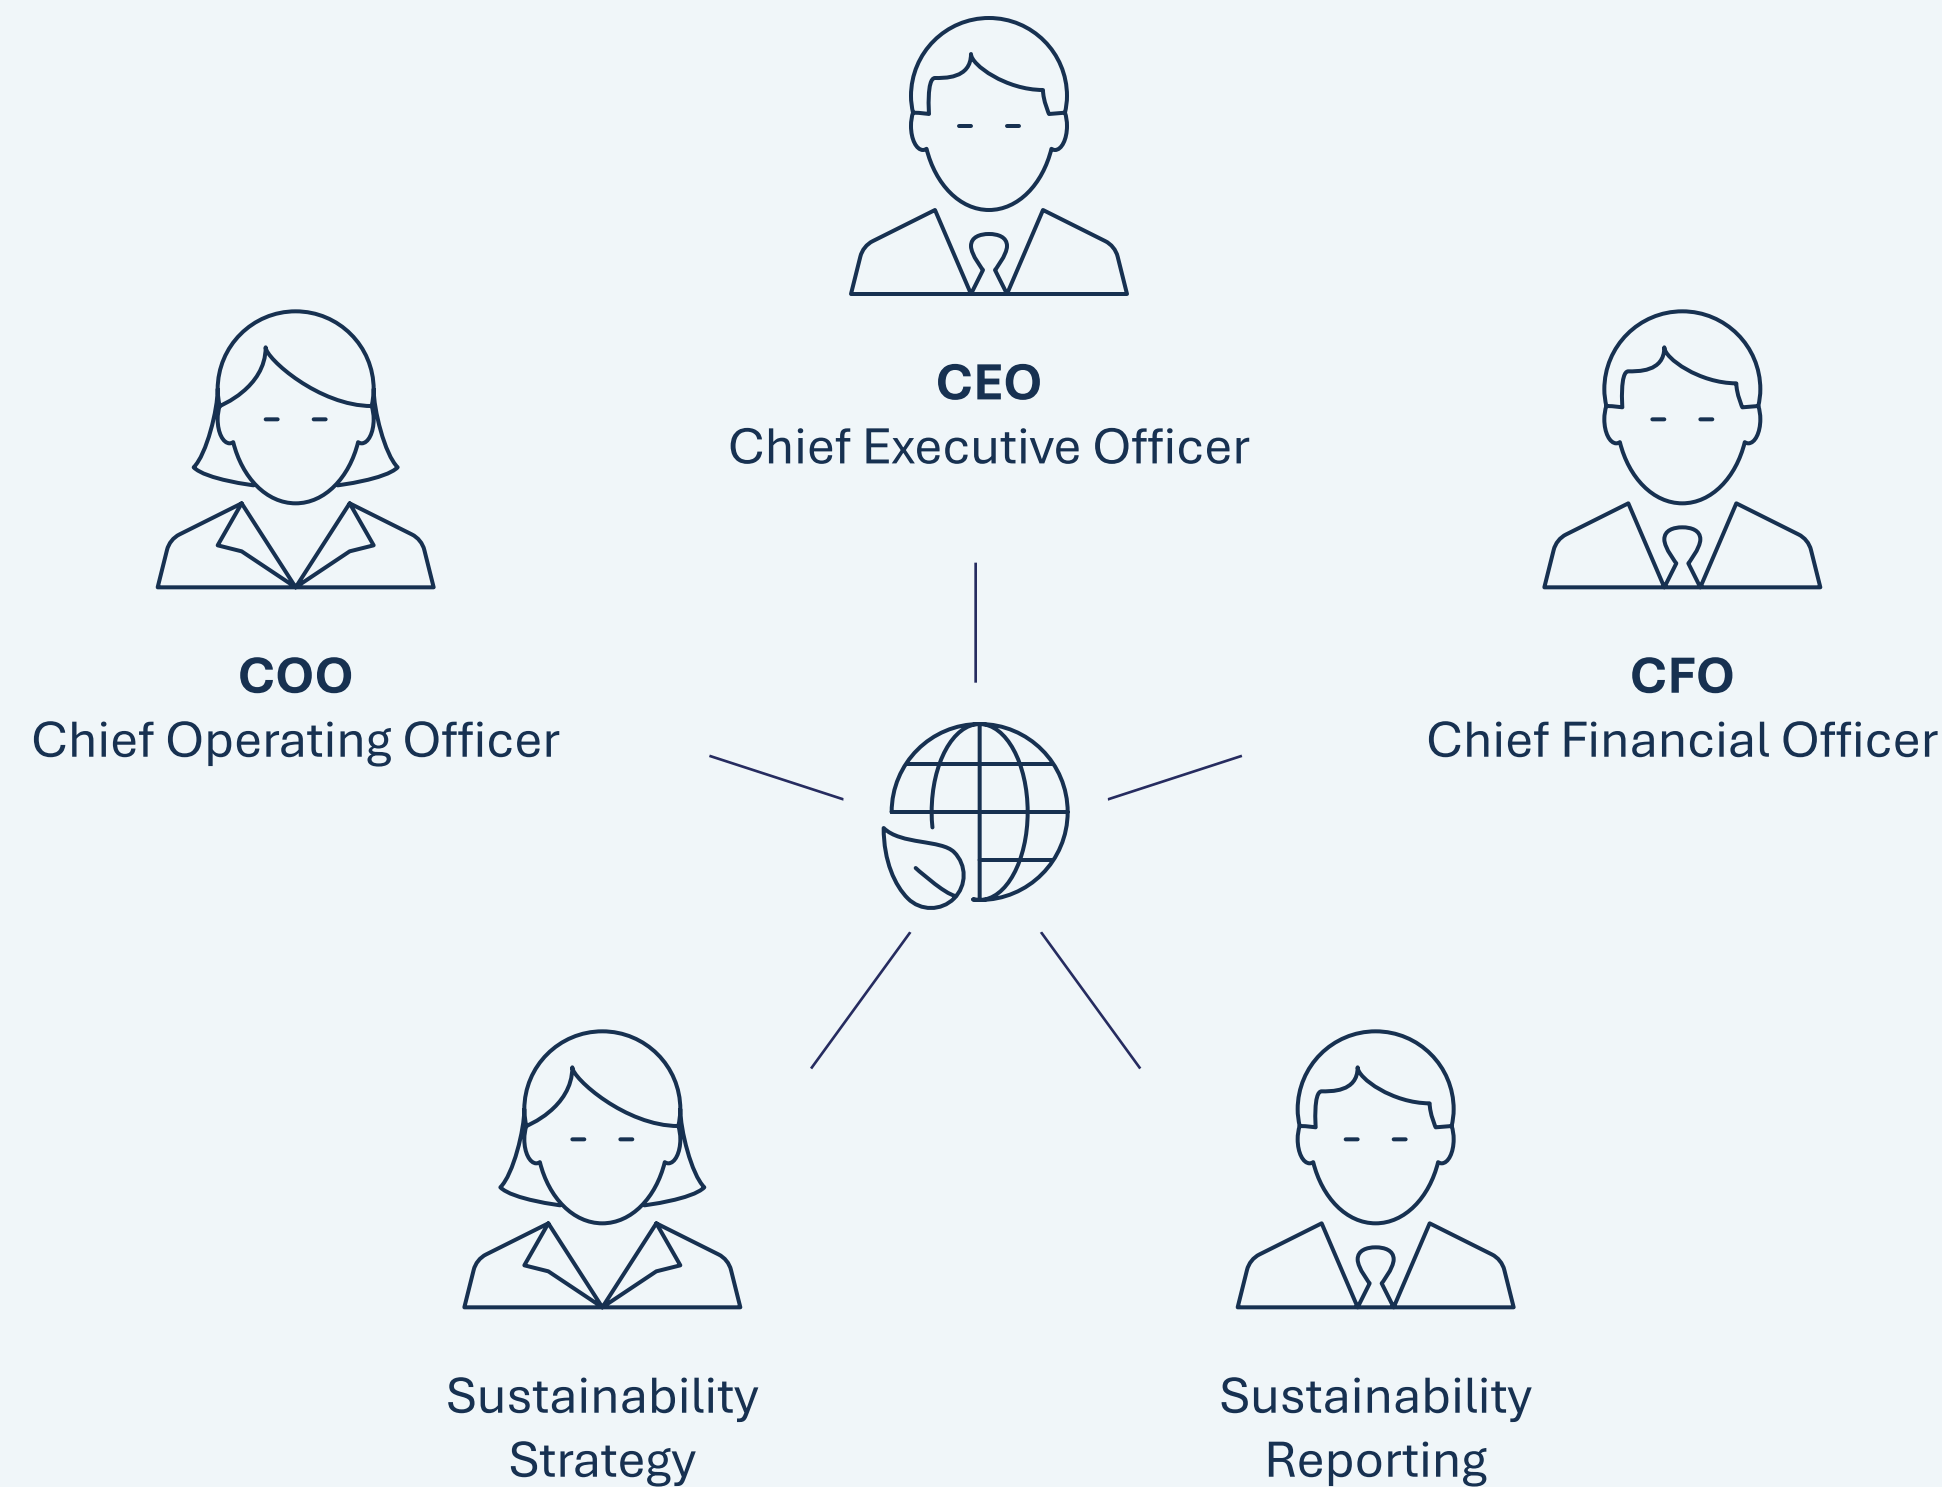 CEO
Chief Executive Officer
COO
Chief Operating Officer
CFO
Chief Financial Officer
Sustainability
Strategy
Sustainability
Reporting